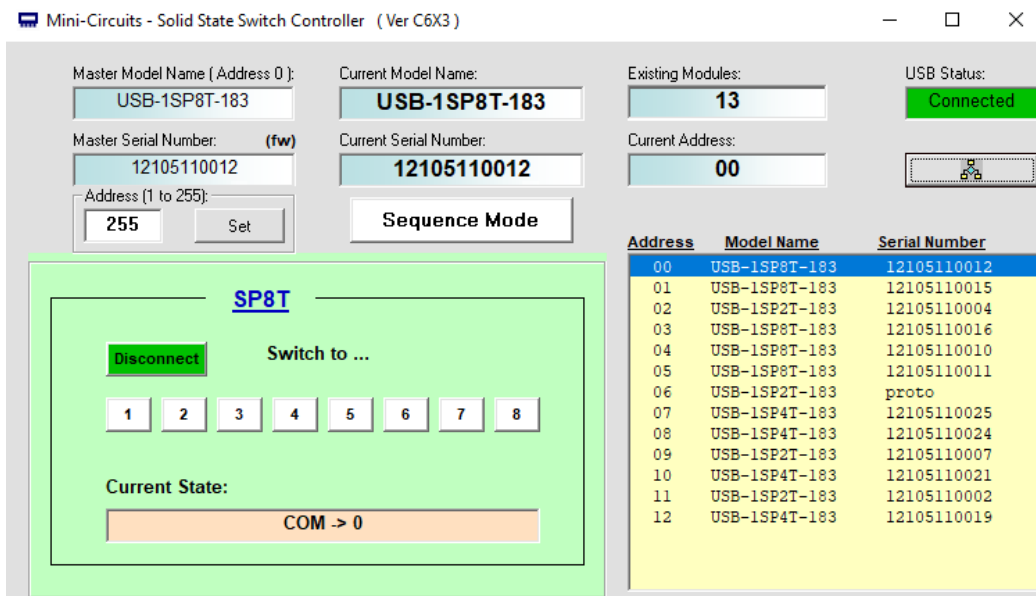 Mini-Circuits - Solid State Switch Controller ( Ver C6X3 )
Master Model Name ( Address 0 ): Current Model Name: Existing Modules: USB Status:
USB-1SP8T-183 USB-1SP8T-183 13 Connected
Master Serial Number: (fw) Current Serial Number: Current Address:
12105110012 12105110012 00
Address (1 to 255):
255 Set Sequence Mode
Address Model Name Serial Number
00 USB-1SP8T-183 12105110012
01 USB-1SP8T-183 12105110015
02 USB-1SP2T-183 12105110004
03 USB-1SP8T-183 12105110016
04 USB-1SP8T-183 12105110010
05 USB-1SP8T-183 12105110011
06 USB-1SP2T-183 proto
07 USB-1SP4T-183 12105110025
08 USB-1SP4T-183 12105110024
09 USB-1SP2T-183 12105110007
10 USB-1SP4T-183 12105110021
11 USB-1SP2T-183 12105110002
12 USB-1SP4T-183 12105110019
SP8T
Disconnect Switch to ...
1 2 3 4 5 6 7 8
Current State:
COM -> 0